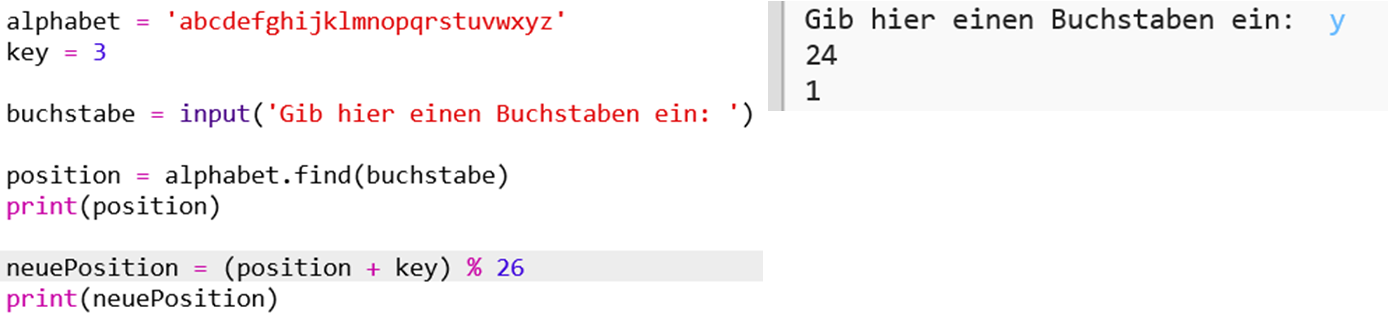 alphabet = 'abcdefghijklmnopqrstuvwxyz'
key = 3
buchstabe = input('Gib hier einen Buchstaben ein: ')
position = alphabet.find(buchstabe)
print(position)
neuePosition = (position + key) % 26
print(neuePosition)
Gib hier einen Buchstaben ein: y
24
1